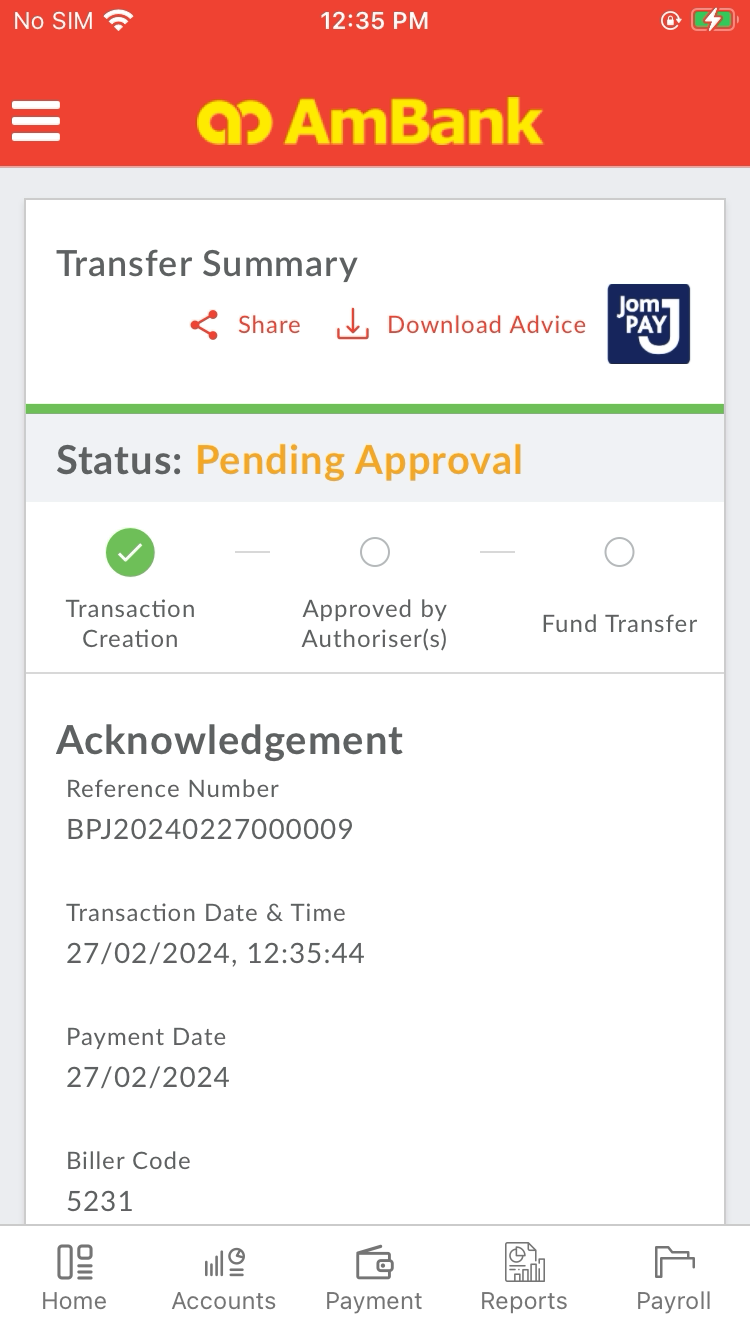 No SIM 12:35 PM
AmBank
Transfer Summary
Share Download Advice
Jom
PAY
Status: Pending Approval
Transaction
Creation
Approved by
Authoriser(s)
Fund Transfer
Acknowledgement
Reference Number
BPJ20240227000009
Transaction Date & Time
27/02/2024, 12:35:44
Payment Date
27/02/2024
Biller Code
5231
Home Accounts Payment Reports Payroll